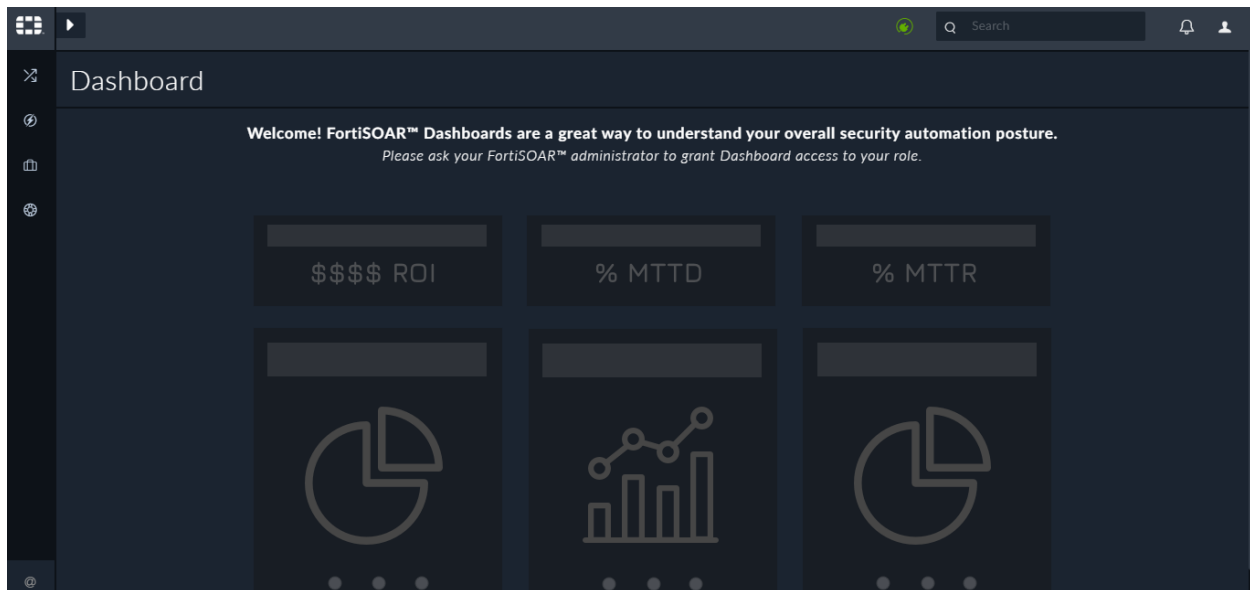 Search
Dashboard
Welcome! FortiSOAR™ Dashboards are a great way to understand your overall security automation posture.
Please ask your FortiSOAR™ administrator to grant Dashboard access to your role.
$$$$ ROI
% MTTD
% MTTR
@